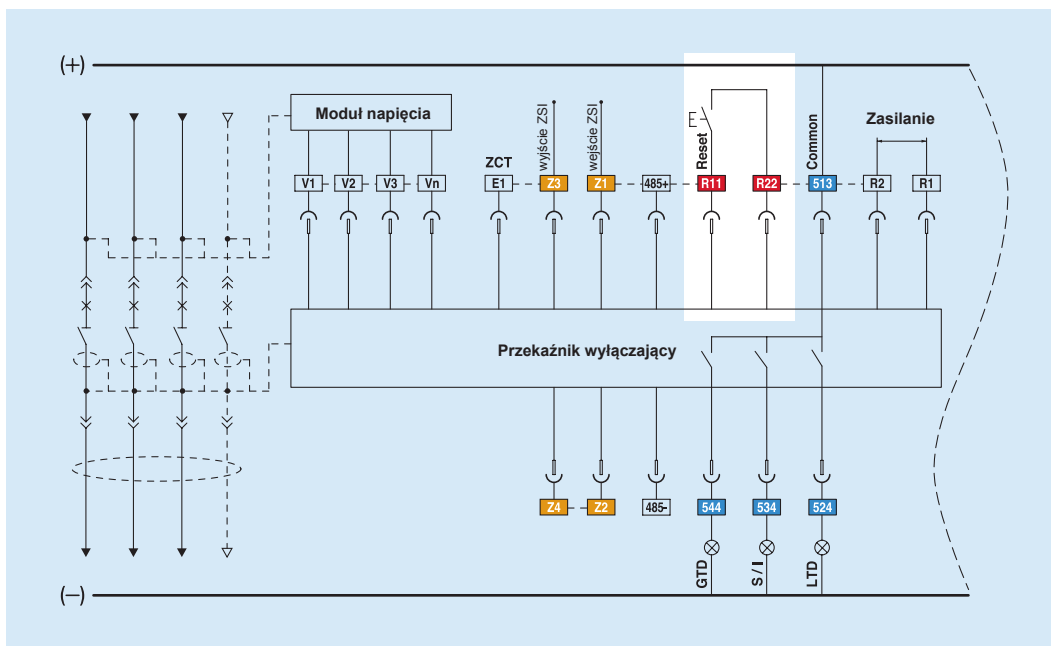 (+)
Moduł napięcia
wyjście ZSI
wejście ZSI
Reset
Common
Zasilanie
ZCT
V1 V2 V3 Vn E1 Z3 Z1 485+ R11 R22 513 R2 R1
Przekaźnik wyłączający
Z4 Z2 485- 544 534 524
GTD
S / I
LTD
(−)